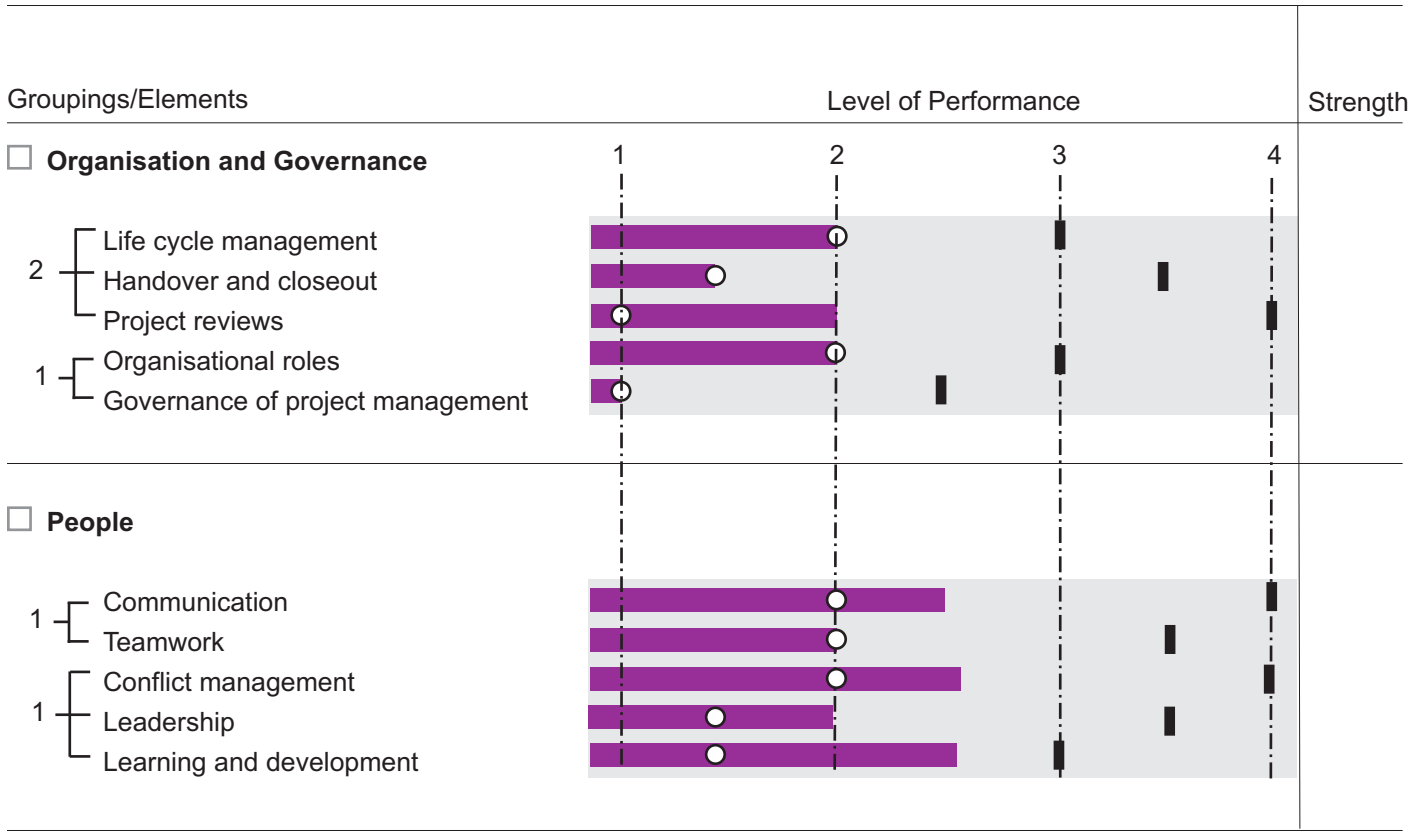 Groupings/Elements Level of Performance Strength
Organisation and Governance 1 2 3 4
Life cycle management
2
Handover and closeout
Project reviews
Organisational roles
1
Governance of project management
People
Communication
1
Teamwork
Conflict management
1
Leadership
Learning and development